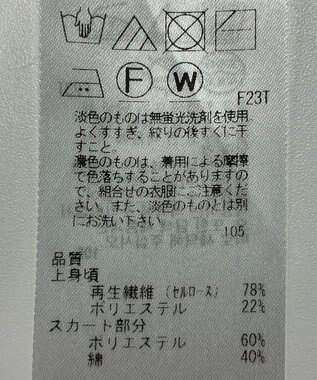 F W
F23T
淡色のものは無蛍光洗剤を使用、
よくすすぎ、絞りの後すぐに干
すこと。
濃色のものは、着用による摩擦
で色落ちすることがありますの
で、組合せの衣服にご注意くだ
さい。また、淡色のものとは別
にお洗い下さい。
105
品質
上身頃
再生繊維(セルロース) 78%
ポリエステル 22%
スカート部分
ポリエステル 60%
綿 40%